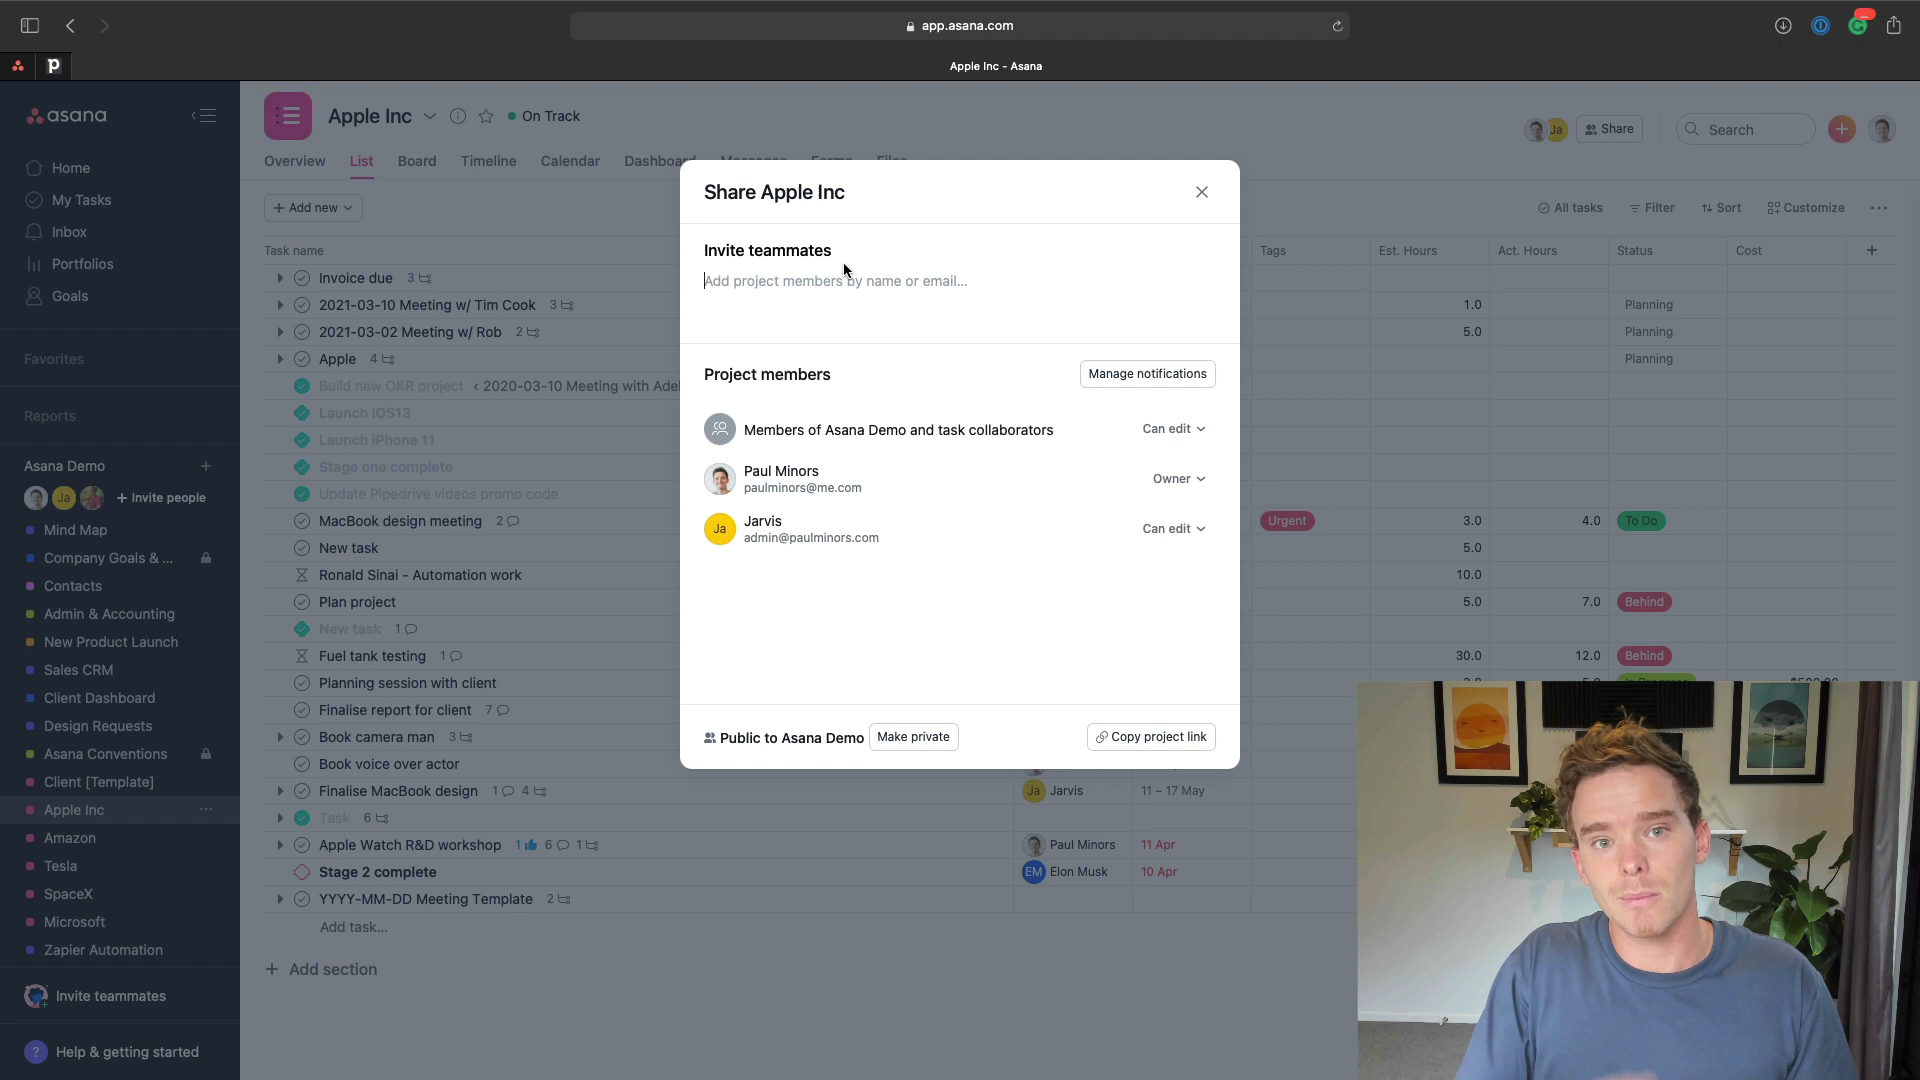 app.asana.com
Apple Inc - Asana
asana
Home
My Tasks
Inbox
Portfolios
Goals
Favorites
Reports
Asana Demo
Ja
Invite people
Mind Map
Company Goals & ...
Contacts
Admin & Accounting
New Product Launch
Sales CRM
Client Dashboard
Design Requests
Asana Conventions
Client [Template]
Apple Inc
Amazon
Tesla
SpaceX
Microsoft
Zapier Automation
Invite teammates
? Help & getting started
Apple Inc
On Track
Ja
Share
Search
Overview List Board Timeline Calendar Dashboard
+ Add new
All tasks Filter Sort Customize
Task name Tags Est. Hours Act. Hours Status Cost
Invoice due 3
2021-03-10 Meeting w/ Tim Cook 3 1.0 Planning
2021-03-02 Meeting w/ Rob 2 5.0 Planning
Apple 4 Planning
Build new OKR project ‹ 2020-03-10 Meeting with Adel
Launch iOS13
Launch iPhone 11
Stage one complete
Update Pipedrive videos promo code
MacBook design meeting 2 Urgent 3.0 4.0 To Do
New task 5.0
Ronald Sinai - Automation work 10.0
Plan project 5.0 7.0 Behind
New task 1
Fuel tank testing 1 30.0 12.0 Behind
Planning session with client
Finalise report for client 7
Book camera man 3
Book voice over actor
Finalise MacBook design 1 4 Ja Jarvis 11 – 17 May
Task 6
Apple Watch R&D workshop 1 6 1 Paul Minors 11 Apr
Stage 2 complete EM Elon Musk 10 Apr
YYYY-MM-DD Meeting Template 2
Add task...
+ Add section
Share Apple Inc
Invite teammates
Add project members by name or email...
Project members
Manage notifications
Members of Asana Demo and task collaborators
Can edit
Paul Minors
paulminors@me.com
Owner
Ja
Jarvis
admin@paulminors.com
Can edit
Public to Asana Demo
Make private
Copy project link